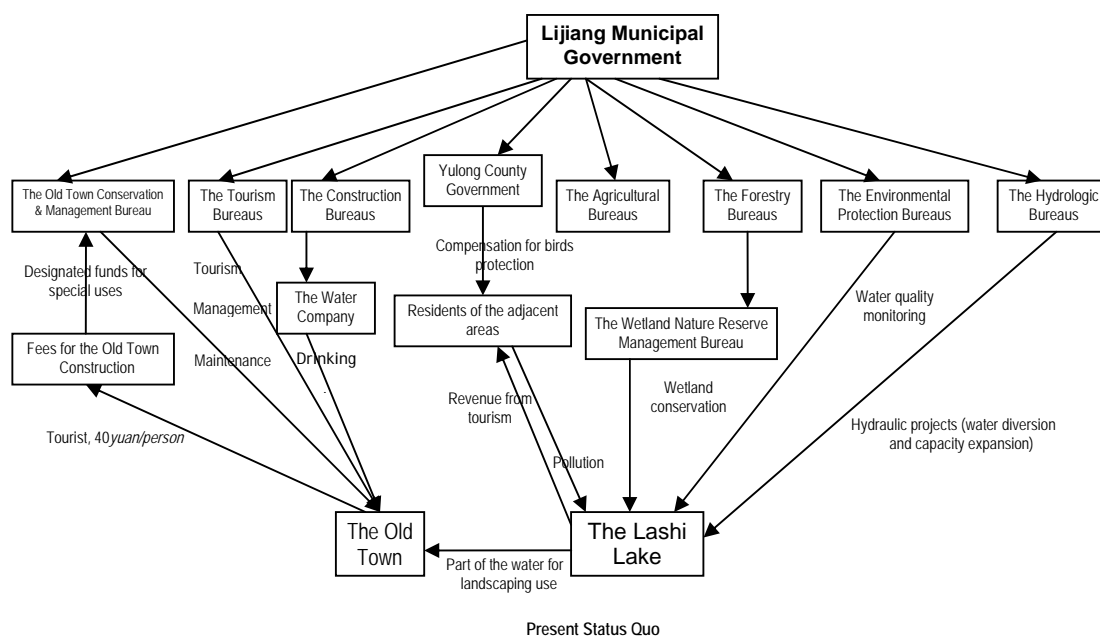 Lijiang Municipal
Government
The Old Town Conservation
& Management Bureau
The Tourism
Bureaus
The Construction
Bureaus
Yulong County
Government
The Agricultural
Bureaus
The Forestry
Bureaus
The Environmental
Protection Bureaus
The Hydrologic
Bureaus
Designated funds for
special uses
Tourism
Management
Compensation for birds
protection
The Water
Company
Residents of the adjacent
areas
The Wetland Nature Reserve
Management Bureau
Water quality
monitoring
Fees for the Old Town
Construction
Maintenance
Drinking
Revenue from
tourism
Wetland
conservation
Hydraulic projects (water diversion
and capacity expansion)
Tourist, 40yuan/person
Pollution
The Old
Town
The Lashi
Lake
Part of the water for
landscaping use
Present Status Quo